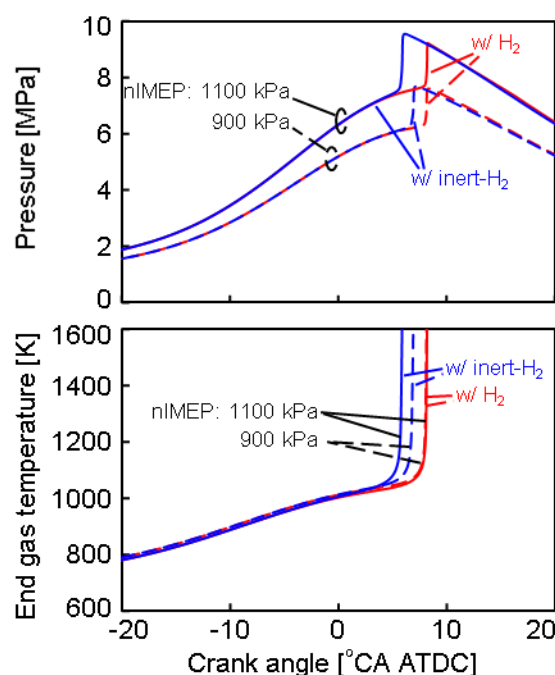 Pressure [MPa]
10
8
6
4
2
0
nIMEP: 1100 kPa
900 kPa
w/ H₂
w/ inert-H₂
End gas temperature [K]
1600
1400
1200
1000
800
600
w/ inert-H₂
w/ H₂
nIMEP: 1100 kPa
900 kPa
-20
-10
0
10
20
Crank angle [°CA ATDC]